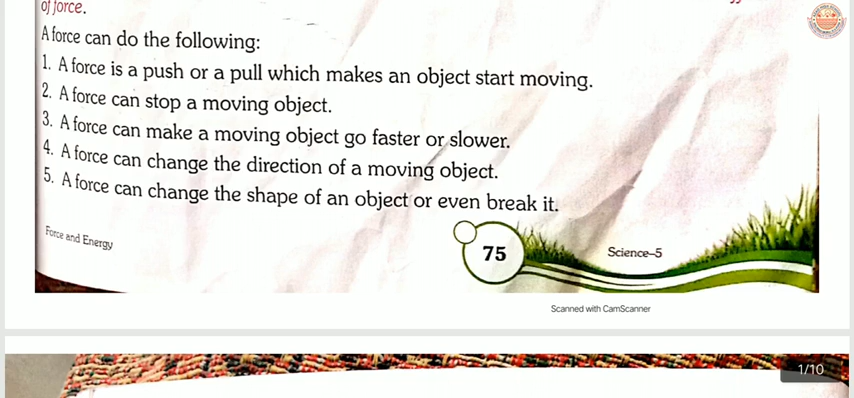 of force.
A force can do the following:
1. A force is a push or a pull which makes an object start moving.
2. A force can stop a moving object.
3. A force can make a moving object go faster or slower.
4. A force can change the direction of a moving object.
5. A force can change the shape of an object or even break it.
Force and Energy
75
Science–5
Scanned with CamScanner
1/10